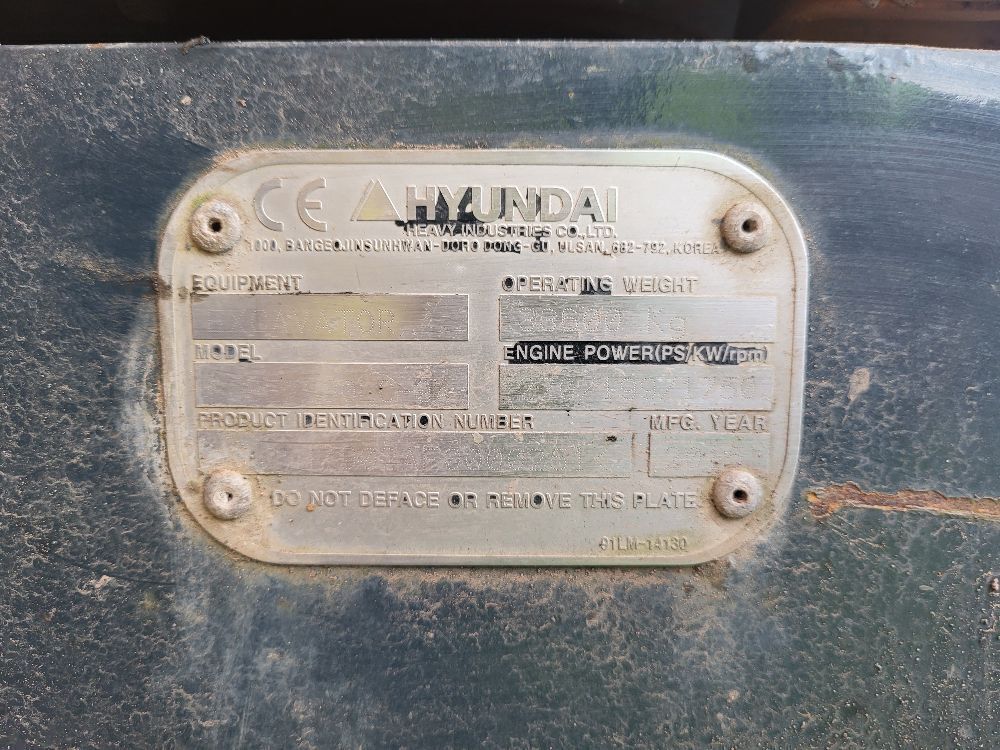 CE HYUNDAI
HEAVY INDUSTRIES CO., LTD.
1000, BANGEOJINSUNHWAN-DORO DONG-GU, ULSAN, 682-792, KOREA
EQUIPMENT OPERATING WEIGHT
Kg
MODEL ENGINE POWER(PS/KW/rpm)
PRODUCT IDENTIFICATION NUMBER MFG. YEAR
DO NOT DEFACE OR REMOVE THIS PLATE
91LM-14130